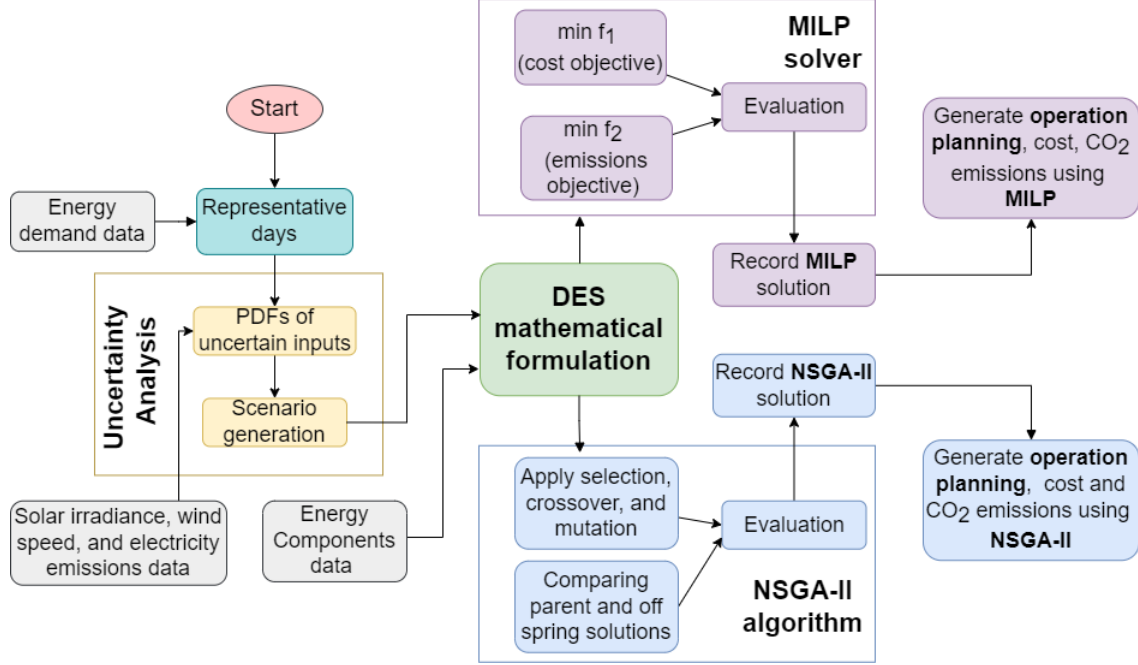 Start
Energy
demand data
Representative
days
Uncertainty
Analysis
PDFs of
uncertain inputs
Scenario
generation
Solar irradiance, wind
speed, and electricity
emissions data
Energy
Components
data
DES
mathematical
formulation
MILP
solver
min f₁
(cost objective)
min f₂
(emissions
objective)
Evaluation
Record MILP
solution
Generate operation
planning, cost, CO₂
emissions using
MILP
Apply selection,
crossover, and
mutation
Comparing
parent and off
spring solutions
Evaluation
NSGA-II
algorithm
Record NSGA-II
solution
Generate operation
planning, cost and
CO₂ emissions using
NSGA-II